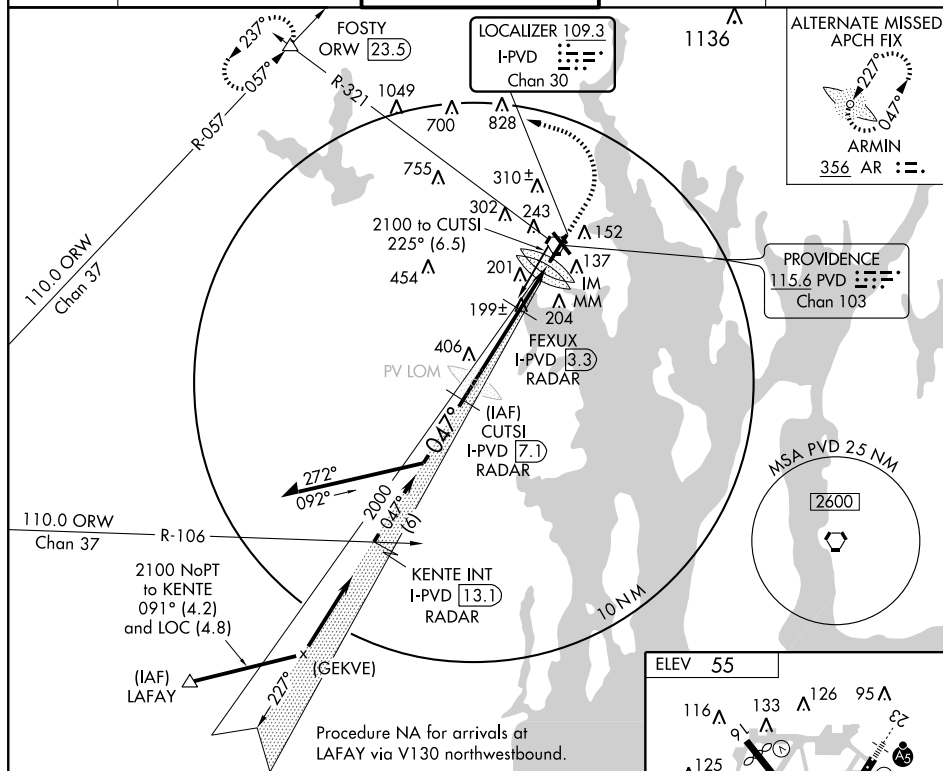 FOSTY
ORW 23.5
237°
057°
R-057
R-321
110.0 ORW
Chan 37
LOCALIZER 109.3
I-PVD
Chan 30
1136
ALTERNATE MISSED
APCH FIX
227°
047°
ARMIN
356 AR
1049
700
828
755
310 ±
302
243
152
2100 to CUTSI
225° (6.5)
454
201
137
IM
MM
199±
204
PROVIDENCE
115.6 PVD
Chan 103
FEXUX
I-PVD 3.3
RADAR
406
PV LOM
(IAF)
CUTSI
I-PVD 7.1
RADAR
047°
272°
092°
2000
047°
(6)
MSA PVD 25 NM
2600
110.0 ORW
Chan 37
R-106
2100 NoPT
to KENTE
091° (4.2)
and LOC (4.8)
KENTE INT
I-PVD 13.1
RADAR
10 NM
(IAF)
LAFAY
(GEKVE)
227°
Procedure NA for arrivals at
LAFAY via V130 northwestbound.
ELEV 55
116
133
126
95
125
16
23
A5